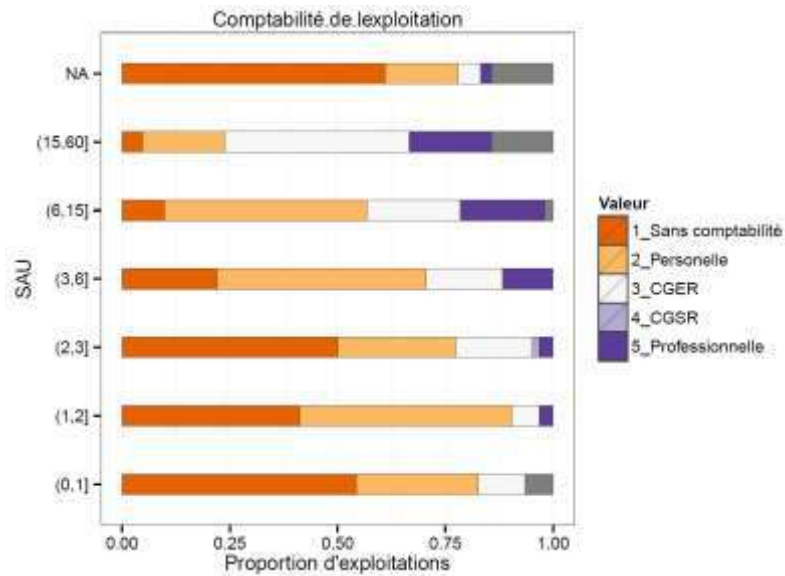 Comptabilité.de.lexploitation
NA
(15,60]
(6,15]
(3,6]
(2,3]
(1,2]
(0,1]
SAU
0.00 0.25 0.50 0.75 1.00
Proportion d'exploitations
Valeur
1_Sans comptabilité
2_Personelle
3_CGER
4_CGSR
5_Professionnelle